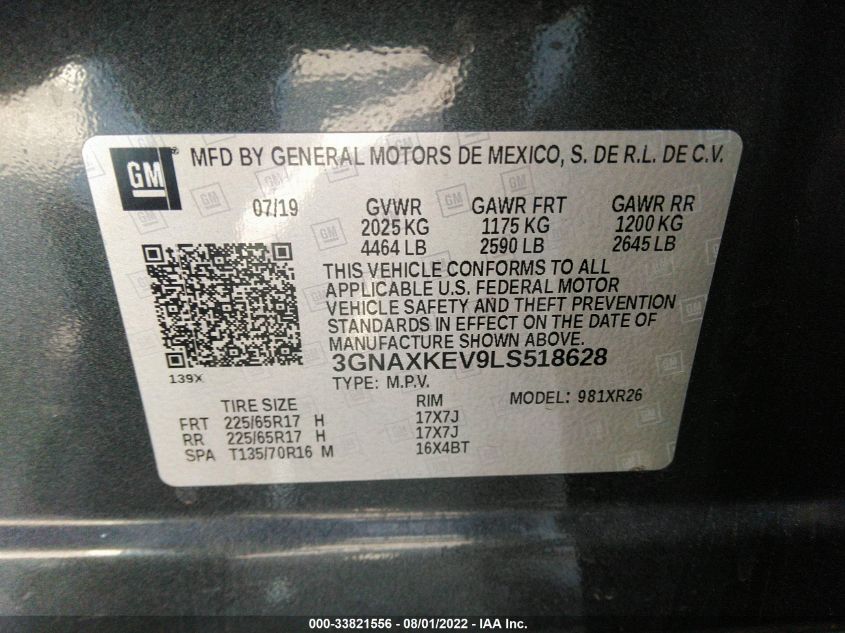 GM ® MFD BY GENERAL MOTORS DE MEXICO, S. DE R.L. DE C.V.
07/19 GVWR GAWR FRT GAWR RR
2025 KG 1175 KG 1200 KG
4464 LB 2590 LB 2645 LB
THIS VEHICLE CONFORMS TO ALL
APPLICABLE U.S. FEDERAL MOTOR
VEHICLE SAFETY AND THEFT PREVENTION
STANDARDS IN EFFECT ON THE DATE OF
MANUFACTURE SHOWN ABOVE.
3GNAXKEV9LS518628
139X
TYPE: M.P.V. MODEL: 981XR26
TIRE SIZE RIM
FRT 225/65R17 H 17X7J
RR 225/65R17 H 17X7J
SPA T135/70R16 M 16X4BT
000-33821556 - 08/01/2022 - IAA Inc.